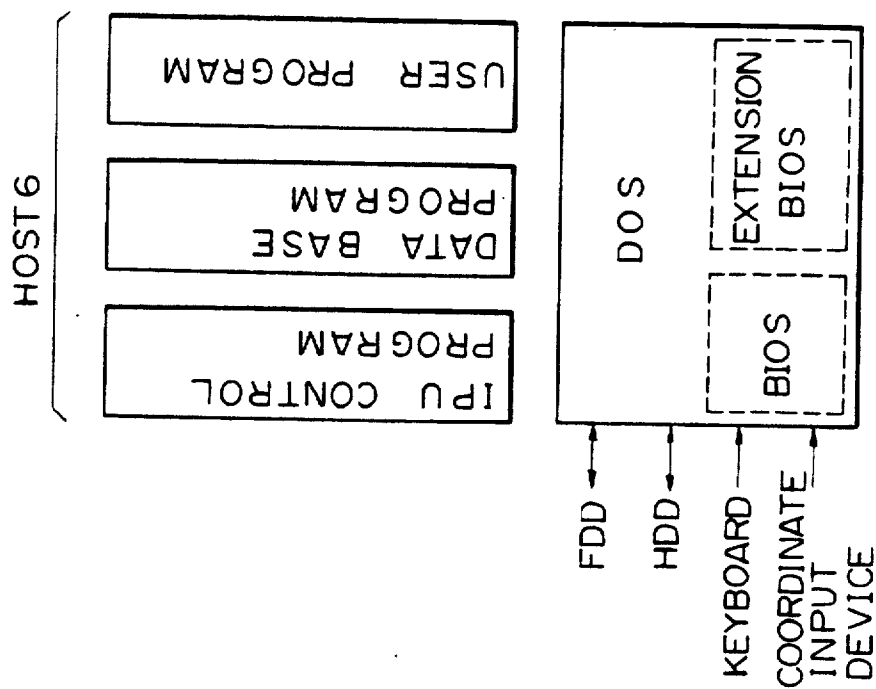 HOST 6
USER PROGRAM
DATA BASE
PROGRAM
IPU CONTROL
PROGRAM
DOS
EXTENSION
BIOS
BIOS
FDD
HDD
KEYBOARD
COORDINATE
INPUT
DEVICE